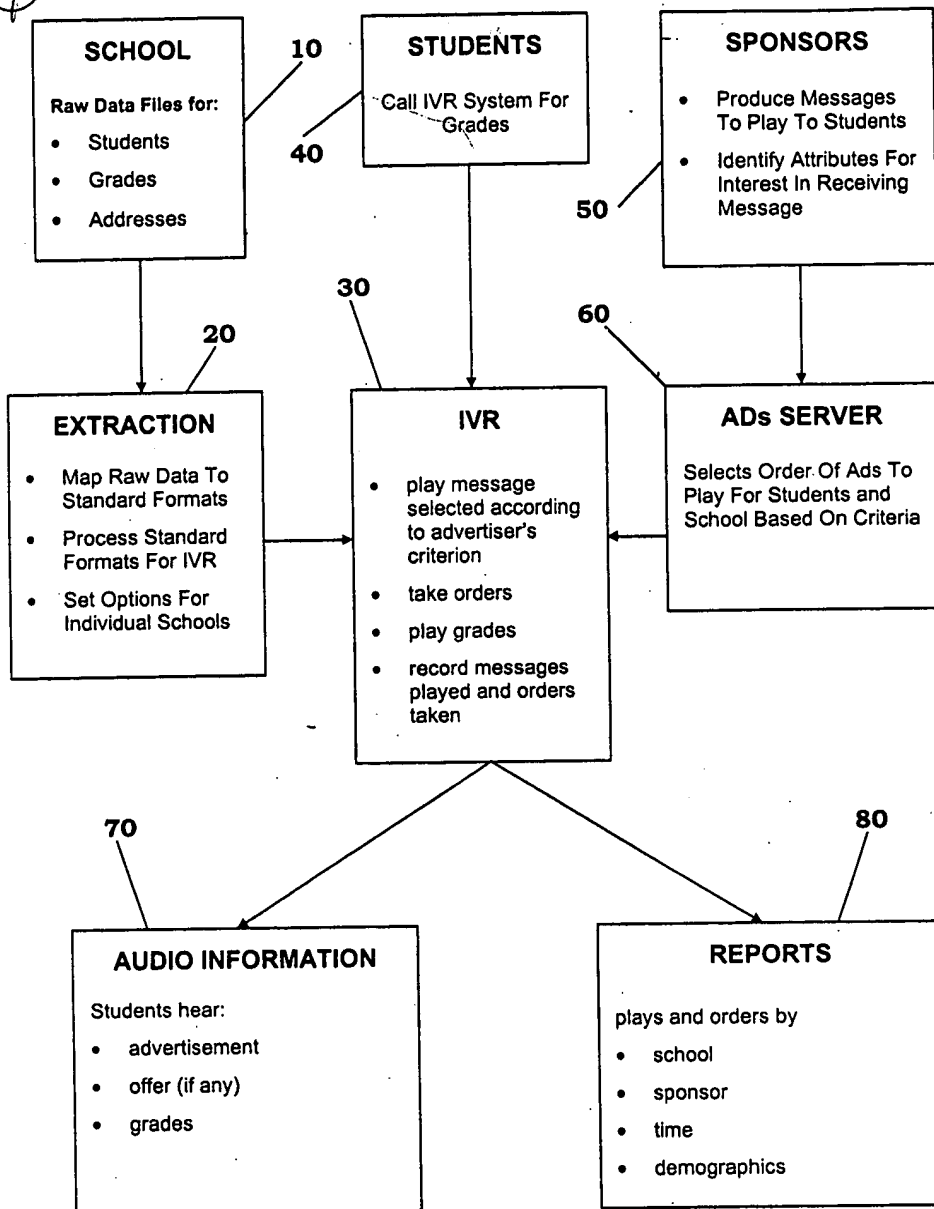 SCHOOL
Raw Data Files for:
• Students
• Grades
• Addresses
10
STUDENTS
Call IVR System For
Grades
40
SPONSORS
• Produce Messages
To Play To Students
• Identify Attributes For
Interest In Receiving
Message
50
20
EXTRACTION
• Map Raw Data To
Standard Formats
• Process Standard
Formats For IVR
• Set Options For
Individual Schools
30
IVR
• play message
selected according
to advertiser's
criterion
• take orders
• play grades
• record messages
played and orders
taken
60
ADs SERVER
Selects Order Of Ads To
Play For Students and
School Based On Criteria
70
AUDIO INFORMATION
Students hear:
• advertisement
• offer (if any)
• grades
80
REPORTS
plays and orders by
• school
• sponsor
• time
• demographics